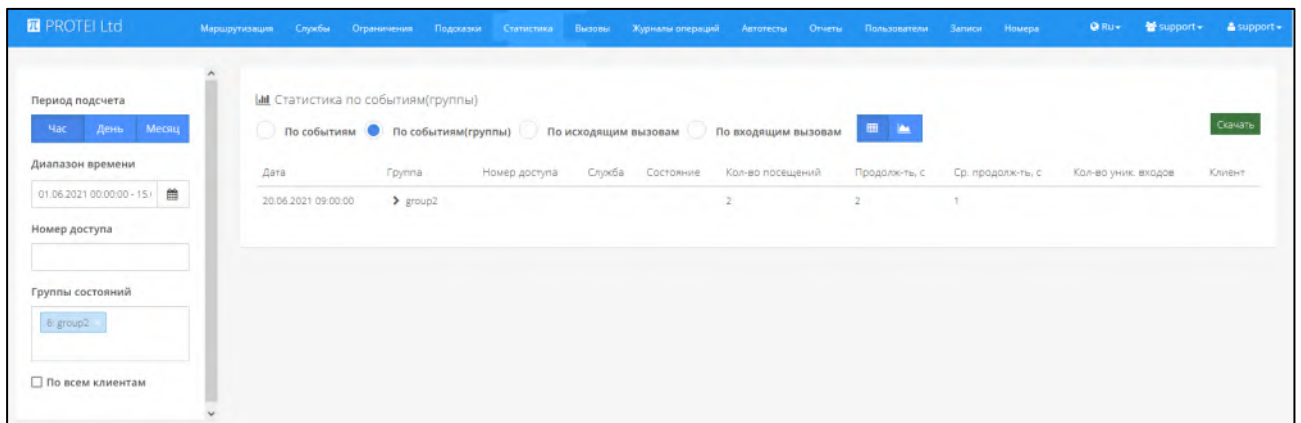 PROTEI Ltd Маршрутизация Службы Ограничения Подсказки Статистика Вызовы Журналы операций Автотесты Отчеты Пользователи Записи Номера Ru support support
Период подсчета
Час День Месяц
Диапазон времени
01.06.2021 00:00:00 - 15.
Номер доступа
Группы состояний
6: group2
По всем клиентам
Статистика по событиям(группы)
По событиям По событиям(группы) По исходящим вызовам По входящим вызовам Скачать
Дата Группа Номер доступа Служба Состояние Кол-во посещений Продолж-ть, с Ср. продолж-ть, с Кол-во уник. входов Клиент
20.06.2021 09:00:00 group2 2 2 1